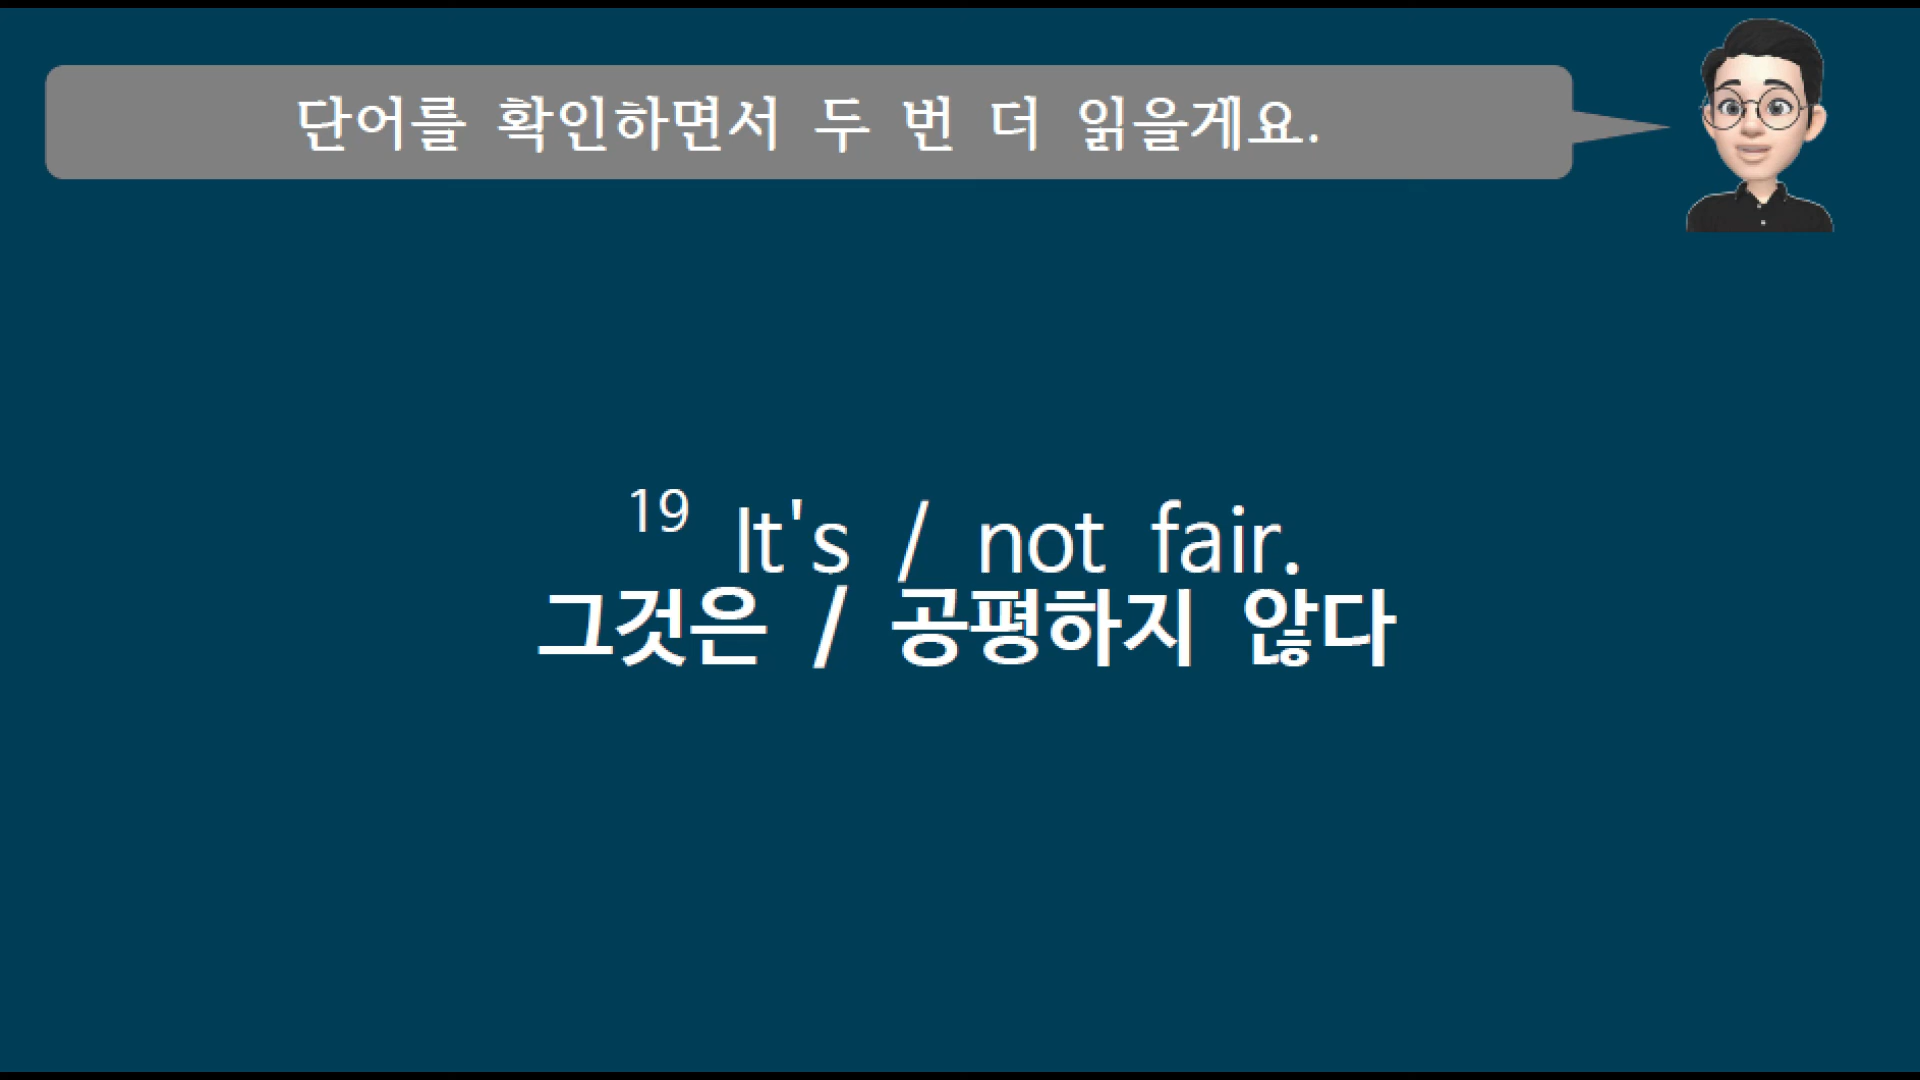 단어를 확인하면서 두 번 더 읽을게요.
19 It's / not fair.
그것은 / 공평하지 않다